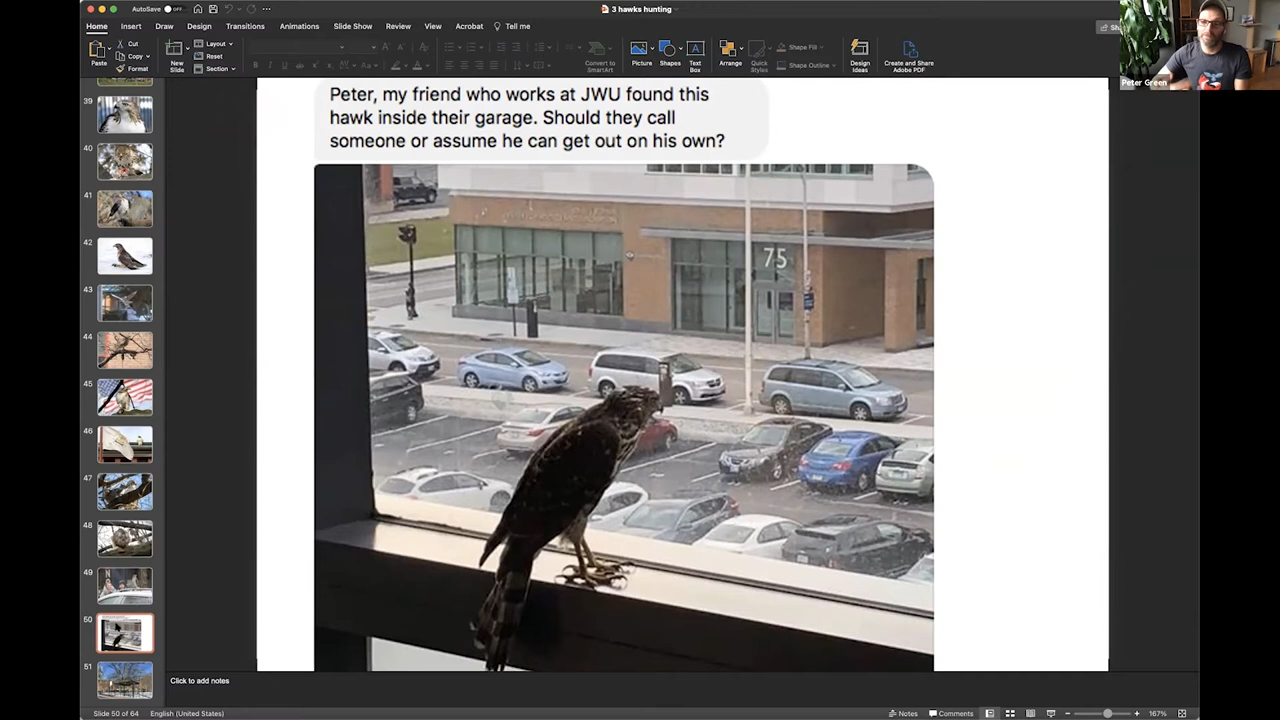 AutoSave OFF
3 hawks hunting
Home Insert Draw Design Transitions Animations Slide Show Review View Acrobat Tell me
Paste
Cut
Copy
Format
New Slide
Layout
Reset
Section
Convert to SmartArt
Picture
Shapes
Text Box
Arrange
Quick Styles
Shape Fill
Shape Outline
Design Ideas
Create and Share Adobe PDF
Peter Green
Peter, my friend who works at JWU found this
hawk inside their garage. Should they call
someone or assume he can get out on his own?
75
39
40
41
42
43
44
45
46
47
48
49
50
51
Click to add notes
Slide 50 of 64
English (United States)
Notes
Comments
167%